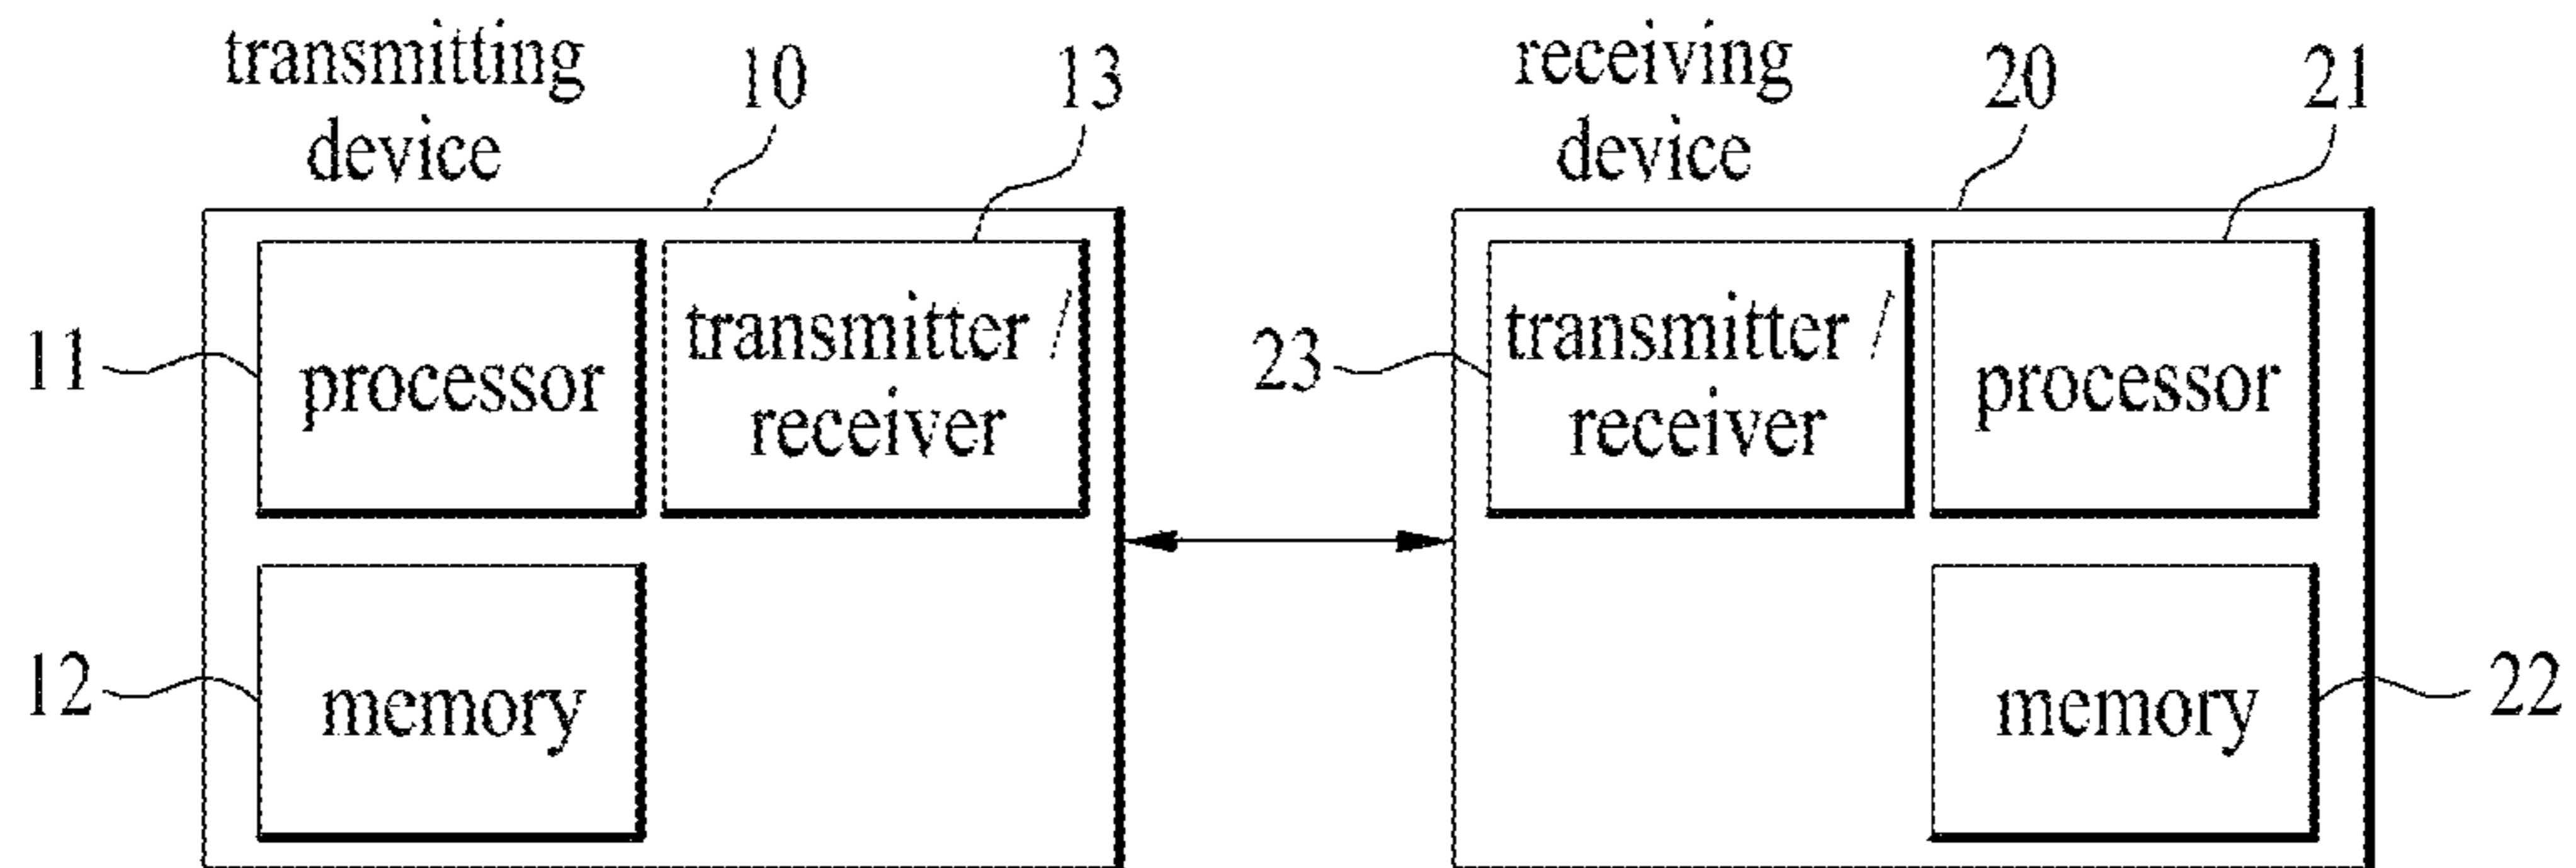 transmitting
device
10
13
receiving
device
20
21
11
processor
transmitter /
receiver
23
transmitter /
receiver
processor
12
memory
memory
22